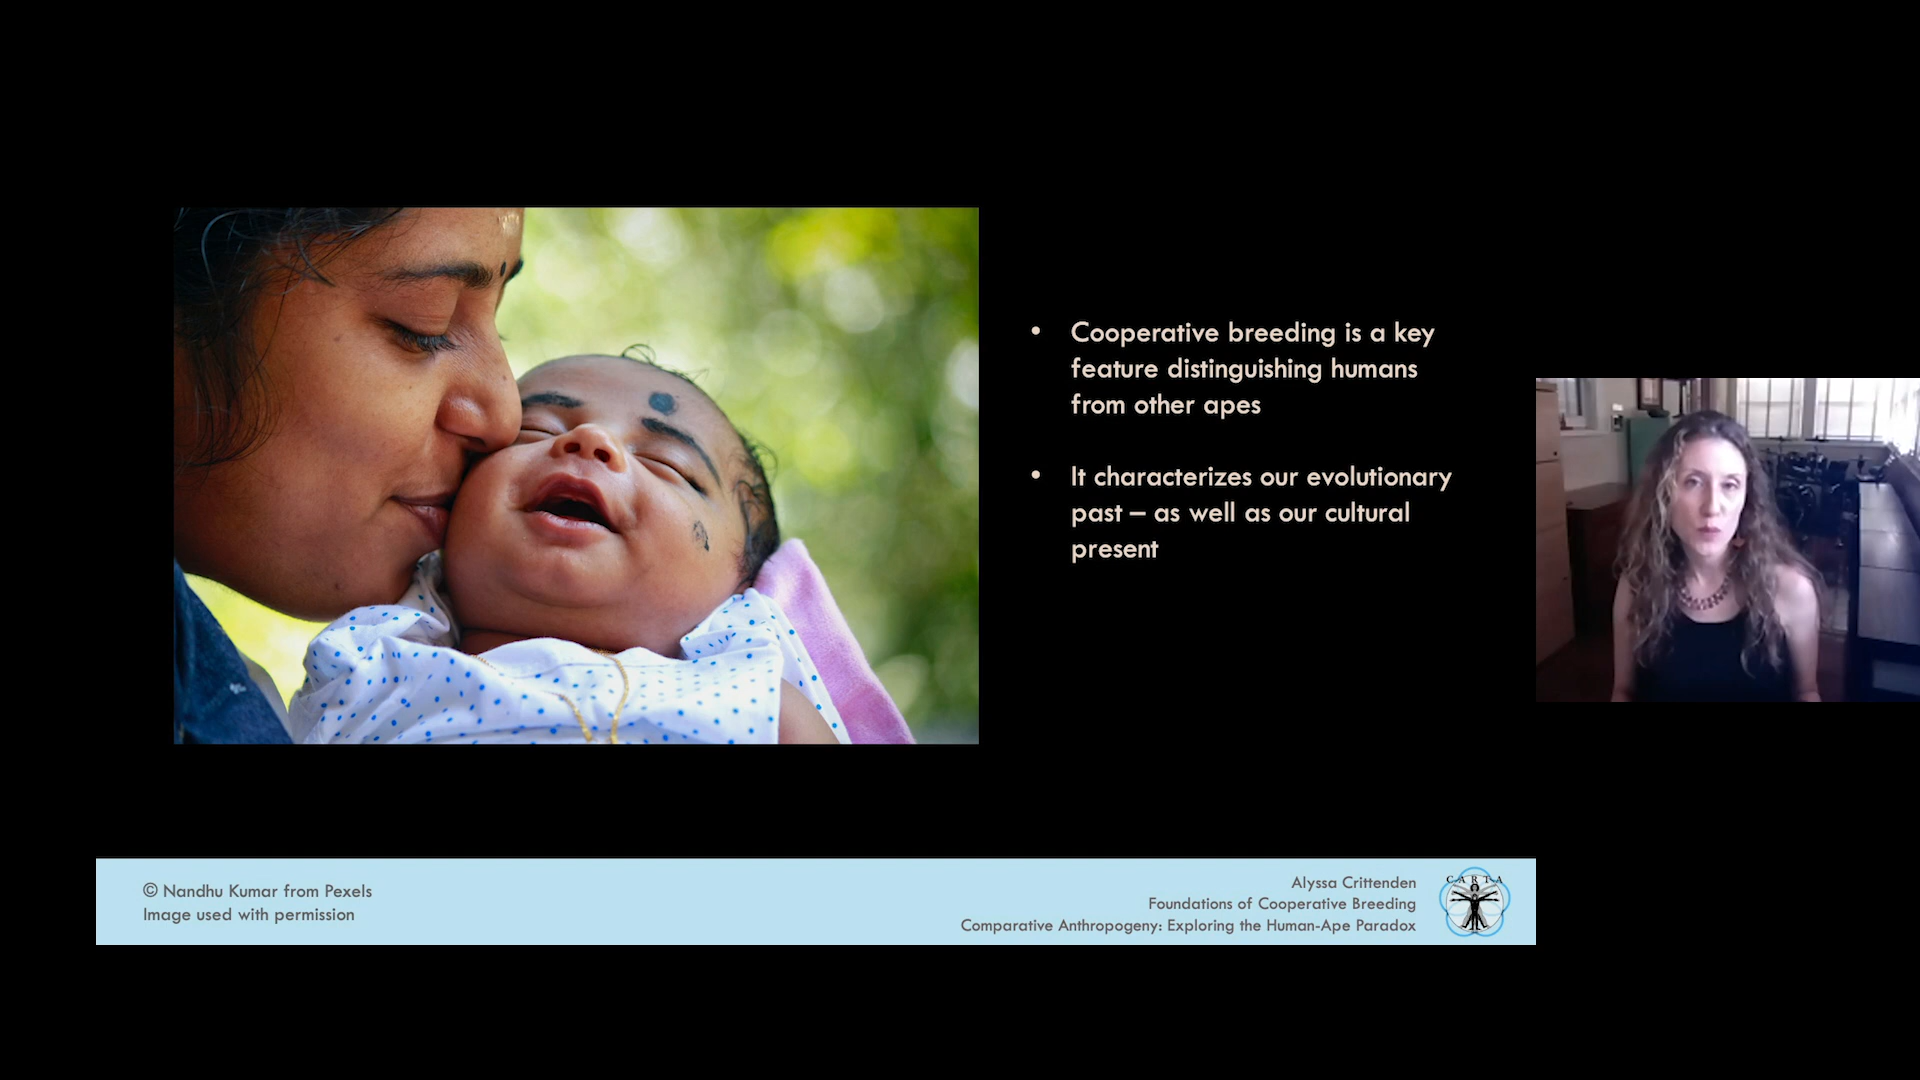 • Cooperative breeding is a key
feature distinguishing humans
from other apes
• It characterizes our evolutionary
past – as well as our cultural
present
© Nandhu Kumar from Pexels
Image used with permission
Alyssa Crittenden
Foundations of Cooperative Breeding
Comparative Anthropogeny: Exploring the Human-Ape Paradox
CARTA